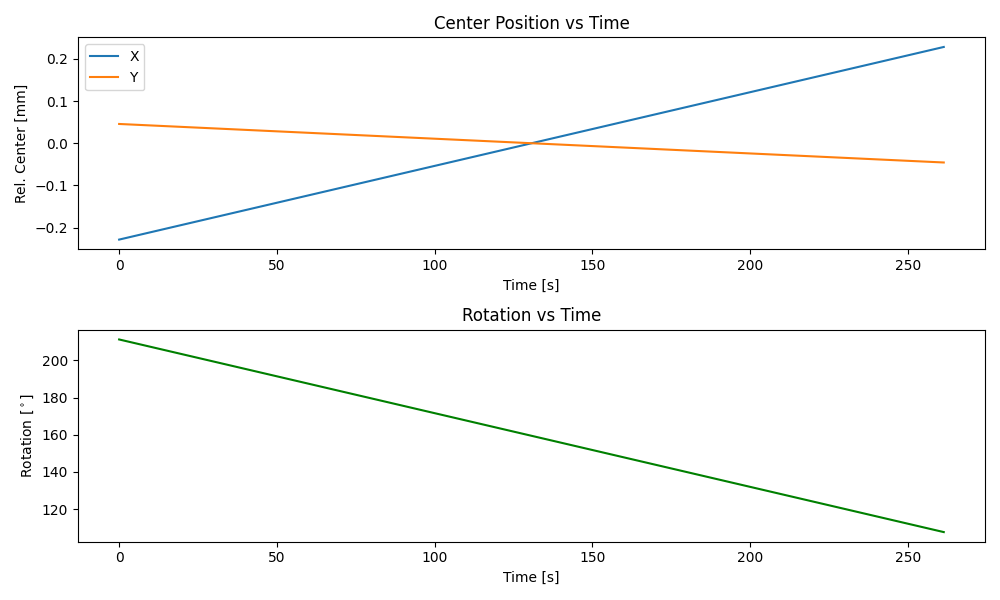 Center Position vs Time
Rel. Center [mm]
0.2
0.1
0.0
−0.1
−0.2
X
Y
0 50 100 150 200 250
Time [s]
Rotation vs Time
Rotation [°]
200
180
160
140
120
0 50 100 150 200 250
Time [s]